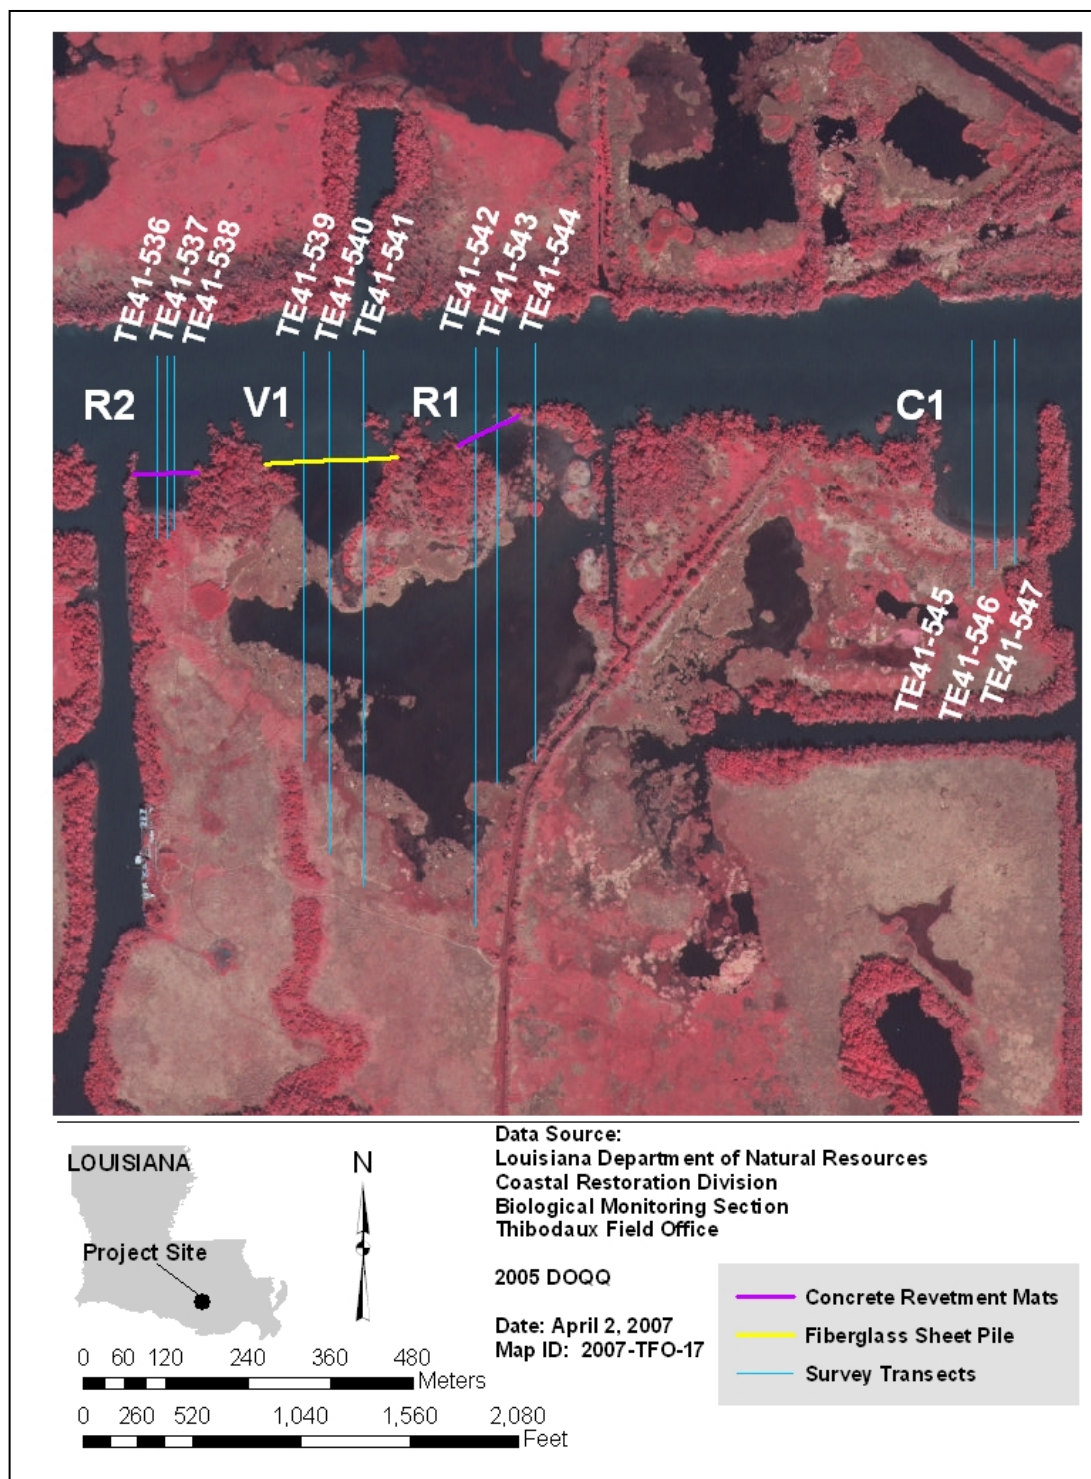 TE41-536
TE41-537
TE41-538
TE41-539
TE41-540
TE41-541
TE41-542
TE41-543
TE41-544
R2
V1
R1
C1
TE41-545
TE41-546
TE41-547
LOUISIANA
Project Site
N
Data Source:
Louisiana Department of Natural Resources
Coastal Restoration Division
Biological Monitoring Section
Thibodaux Field Office
2005 DOQQ
Date: April 2, 2007
Map ID: 2007-TFO-17
Concrete Revetment Mats
Fiberglass Sheet Pile
Survey Transects
0 60 120 240 360 480
Meters
0 260 520 1,040 1,560 2,080
Feet